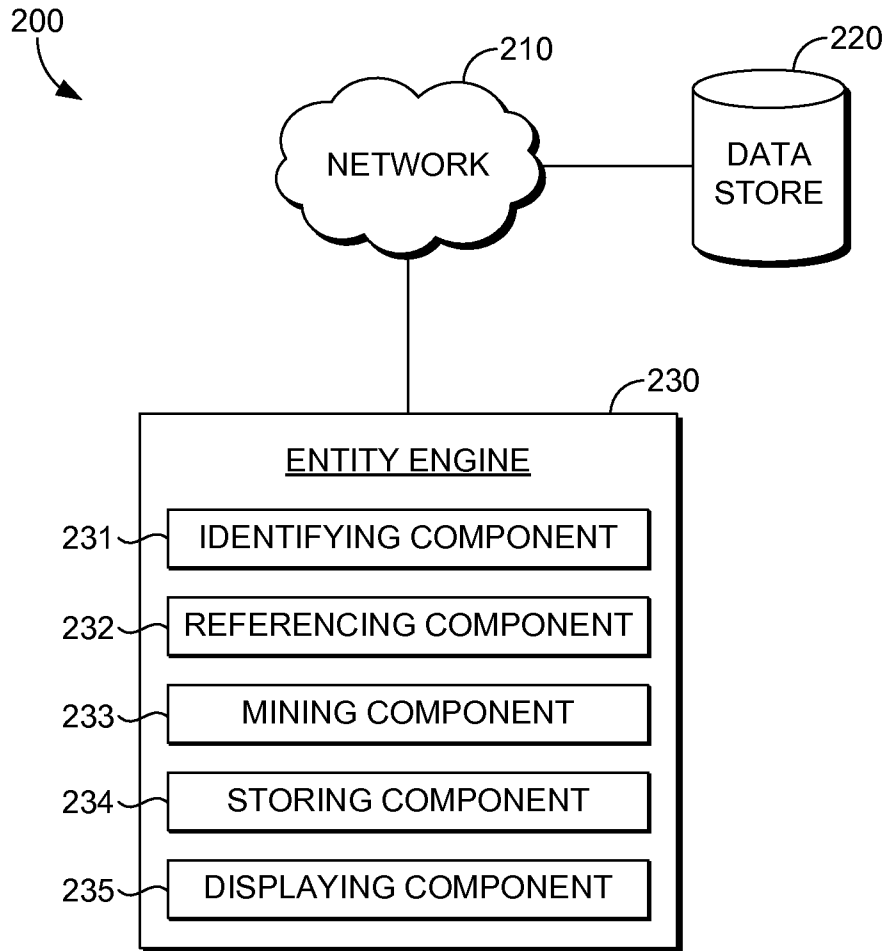 200
210
220
NETWORK
DATA
STORE
230
ENTITY ENGINE
231 IDENTIFYING COMPONENT
232 REFERENCING COMPONENT
233 MINING COMPONENT
234 STORING COMPONENT
235 DISPLAYING COMPONENT